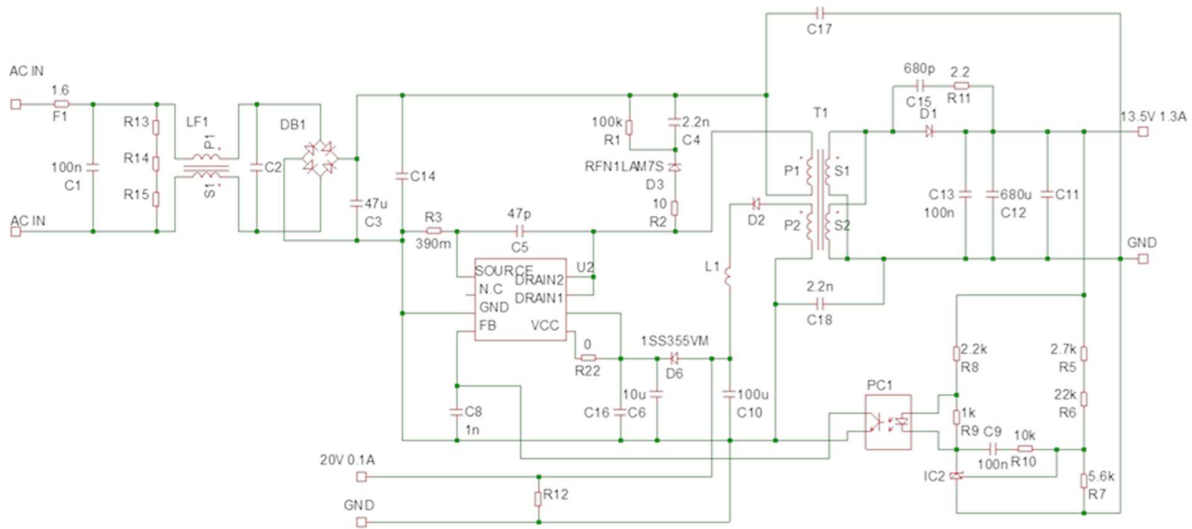 C17
AC IN
1.6
F1
100n
C1
R13
R14
R15
LF1
P1
S1
C2
DB1
47u
C3
C14
100k
R1
2.2n
C4
RFN1LAM7S
D3
10
R2
R3
390m
47p
C5
U2
SOURCE
N.C
GND
FB
DRAIN2
DRAIN1
VCC
0
R22
1SS355VM
D6
10u
C16
C6
100u
C10
C8
1n
L1
D2
T1
P1
S1
P2
S2
680p
C15
2.2
R11
D1
13.5V 1.3A
C13
100n
680u
C12
C11
GND
2.2n
C18
AC IN
2.2k
R8
2.7k
R5
22k
R6
PC1
1k
R9
C9
100n
10k
R10
IC2
5.6k
R7
20V 0.1A
R12
GND